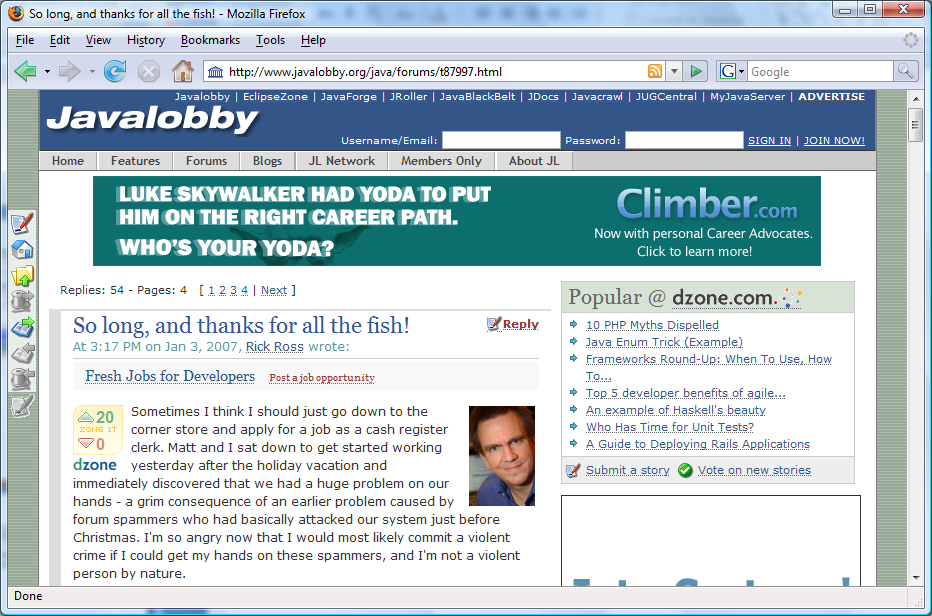 So long, and thanks for all the fish! - Mozilla Firefox
File Edit View History Bookmarks Tools Help
http://www.javalobby.org/java/forums/t87997.html
G Google
Javalobby | EclipseZone | JavaForge | JRoller | JavaBlackBelt | JDocs | Javacrawl | JUGCentral | MyJavaServer | ADVERTISE
Javalobby
Username/Email: Password: SIGN IN | JOIN NOW!
Home Features Forums Blogs JL Network Members Only About JL
LUKE SKYWALKER HAD YODA TO PUT
HIM ON THE RIGHT CAREER PATH.
WHO'S YOUR YODA?
Climber.com
Now with personal Career Advocates.
Click to learn more!
Replies: 54 - Pages: 4 [ 1 2 3 4 | Next ]
So long, and thanks for all the fish!
Reply
At 3:17 PM on Jan 3, 2007, Rick Ross wrote:
Fresh Jobs for Developers Post a job opportunity
20
ZONE IT
0
dzone
Sometimes I think I should just go down to the
corner store and apply for a job as a cash register
clerk. Matt and I sat down to get started working
yesterday after the holiday vacation and
immediately discovered that we had a huge problem on our
hands - a grim consequence of an earlier problem caused by
forum spammers who had basically attacked our system just before
Christmas. I'm so angry now that I would most likely commit a violent
crime if I could get my hands on these spammers, and I'm not a violent
person by nature.
Popular @ dzone.com.
10 PHP Myths Dispelled
Java Enum Trick (Example)
Frameworks Round-Up: When To Use, How
To...
Top 5 developer benefits of agile...
An example of Haskell's beauty
Who Has Time for Unit Tests?
A Guide to Deploying Rails Applications
Submit a story Vote on new stories
Done